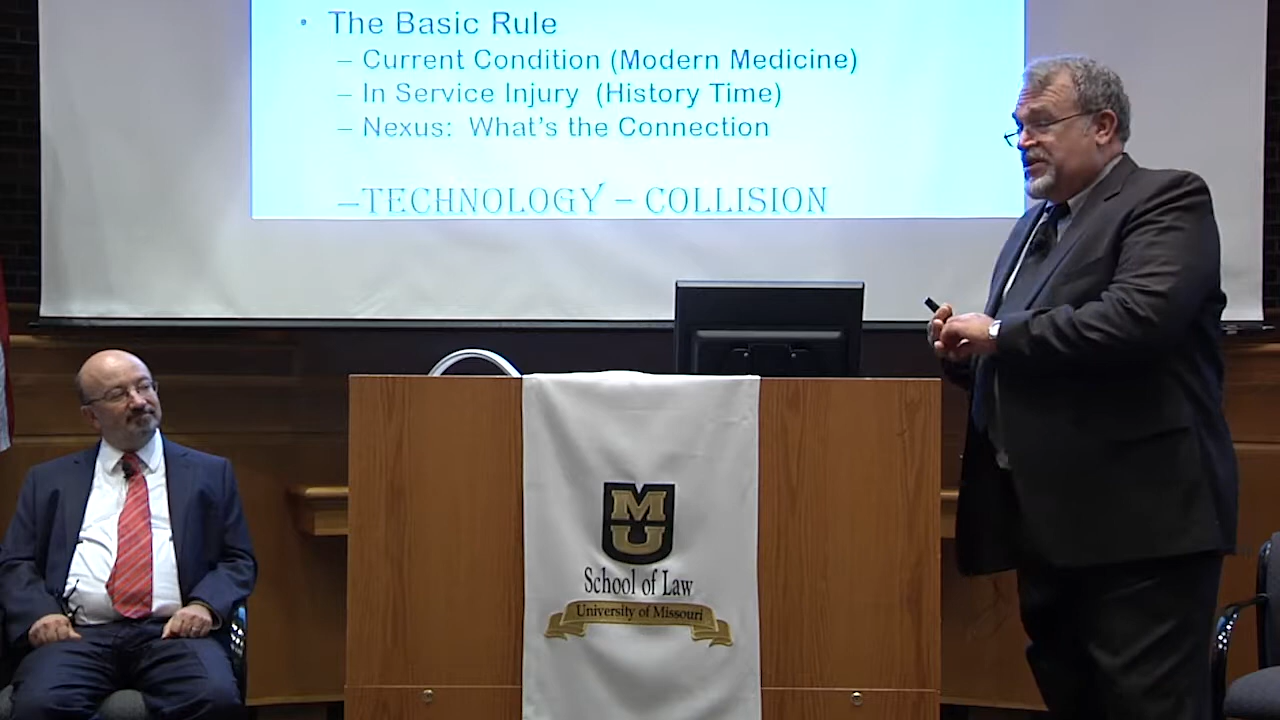 • The Basic Rule
– Current Condition (Modern Medicine)
– In Service Injury (History Time)
– Nexus: What's the Connection
–TECHNOLOGY – COLLISION
MU
School of Law
University of Missouri